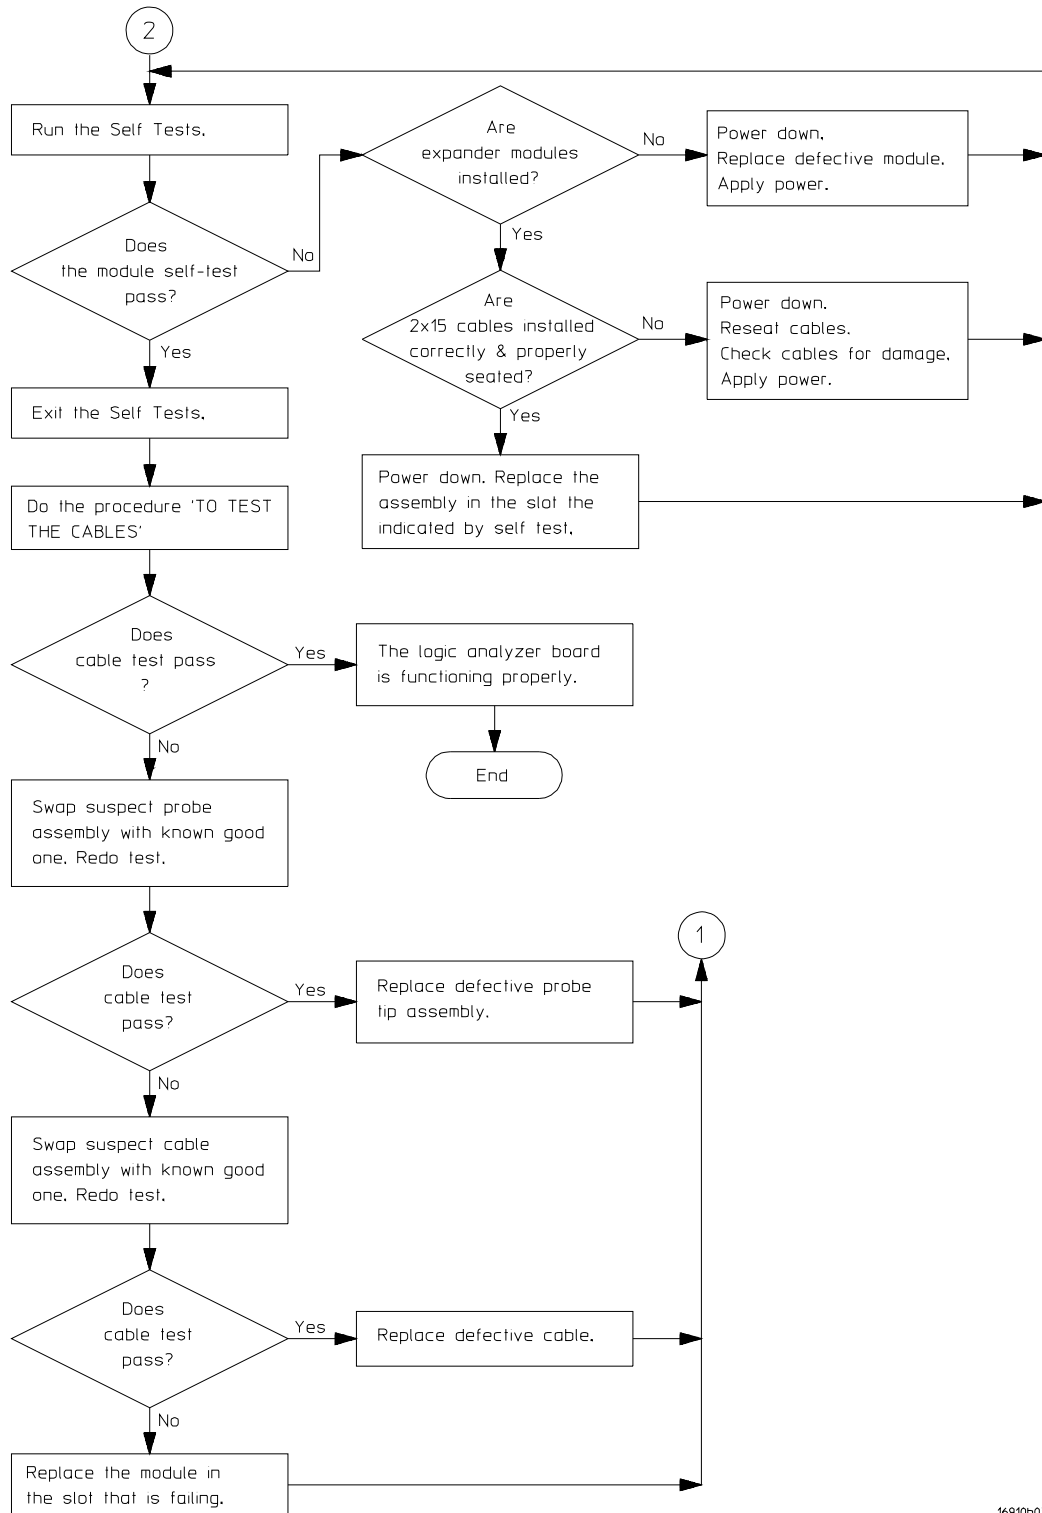 2
Run the Self Tests.
Does
the module self-test
pass?
No
Yes
Are
expander modules
installed?
No
Yes
Power down.
Replace defective module.
Apply power.
Are
2x15 cables installed
correctly & properly
seated?
No
Yes
Power down.
Reseat cables.
Check cables for damage.
Apply power.
Power down. Replace the
assembly in the slot the
indicated by self test.
Exit the Self Tests.
Do the procedure 'TO TEST
THE CABLES'
Does
cable test pass
?
Yes
No
The logic analyzer board
is functioning properly.
End
Swap suspect probe
assembly with known good
one. Redo test.
Does
cable test
pass?
Yes
No
Replace defective probe
tip assembly.
1
Swap suspect cable
assembly with known good
one. Redo test.
Does
cable test
pass?
Yes
No
Replace defective cable.
Replace the module in
the slot that is failing.